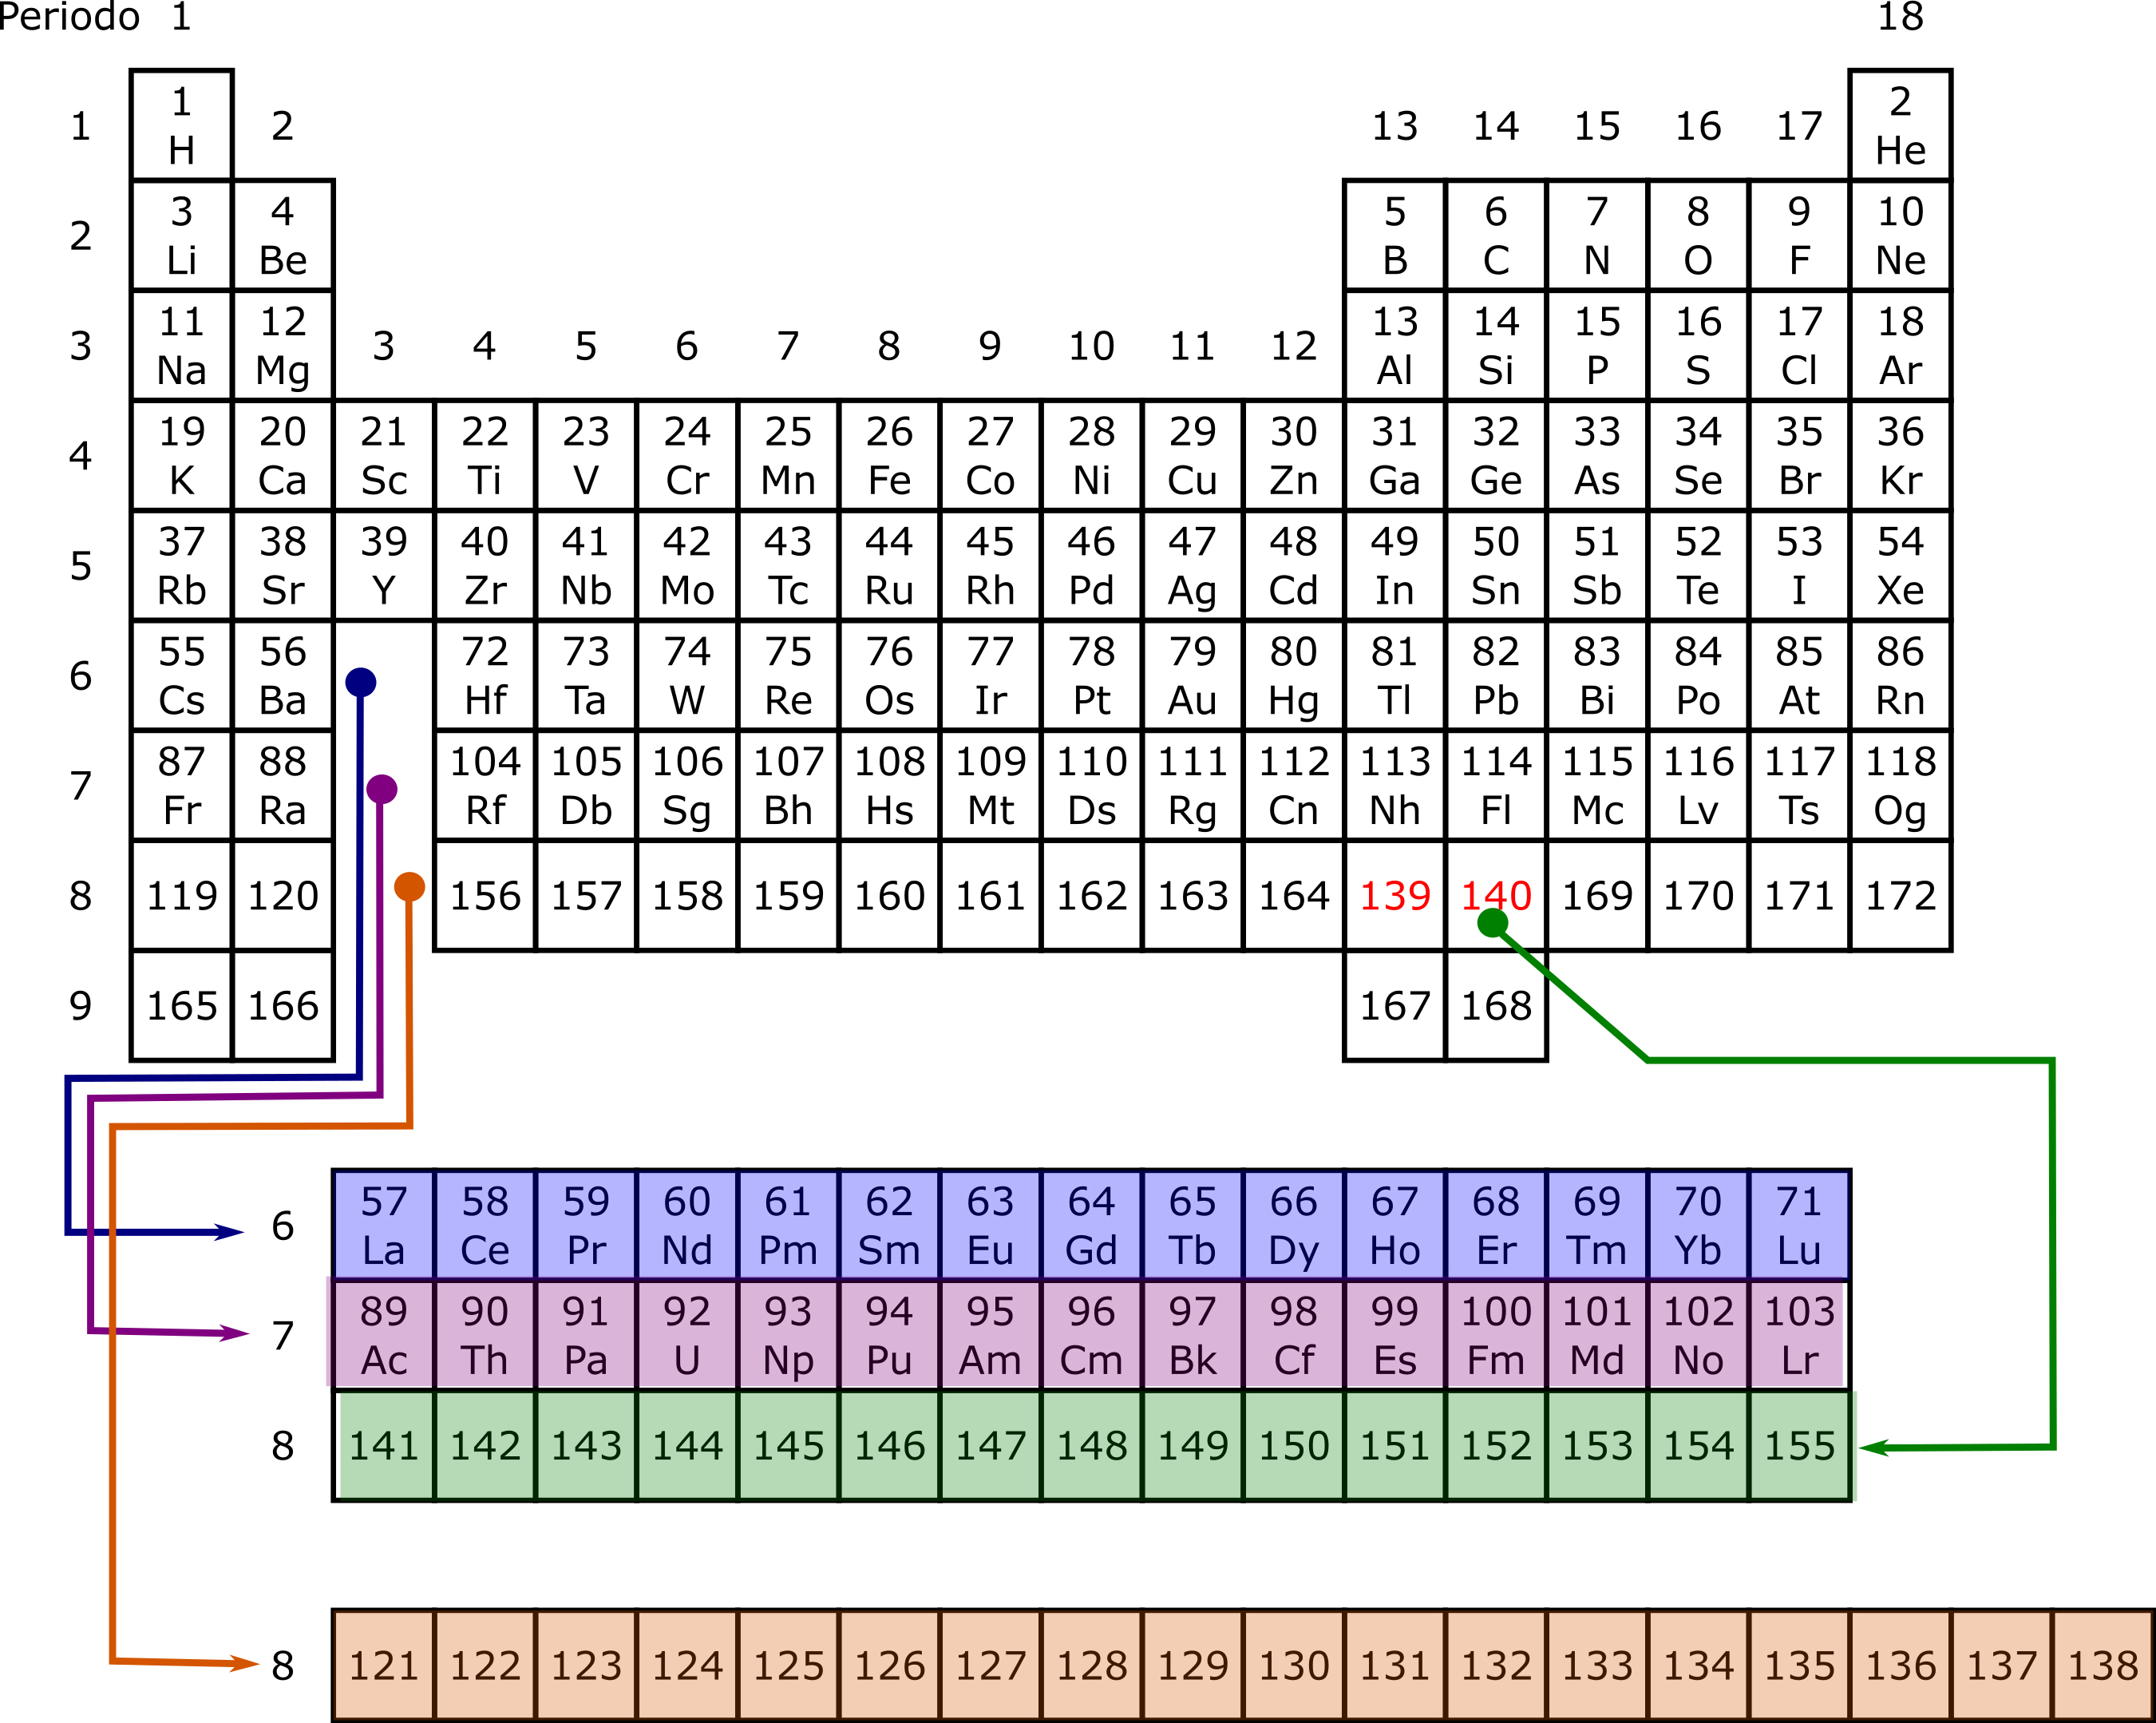 Periodo 1 18
1 1 2 13 14 15 16 17 2
H He
2 3 4 5 6 7 8 9 10
Li Be B C N O F Ne
3 11 12 3 4 5 6 7 8 9 10 11 12 13 14 15 16 17 18
Na Mg Al Si P S Cl Ar
4 19 20 21 22 23 24 25 26 27 28 29 30 31 32 33 34 35 36
K Ca Sc Ti V Cr Mn Fe Co Ni Cu Zn Ga Ge As Se Br Kr
5 37 38 39 40 41 42 43 44 45 46 47 48 49 50 51 52 53 54
Rb Sr Y Zr Nb Mo Tc Ru Rh Pd Ag Cd In Sn Sb Te I Xe
6 55 56 72 73 74 75 76 77 78 79 80 81 82 83 84 85 86
Cs Ba Hf Ta W Re Os Ir Pt Au Hg Tl Pb Bi Po At Rn
7 87 88 104 105 106 107 108 109 110 111 112 113 114 115 116 117 118
Fr Ra Rf Db Sg Bh Hs Mt Ds Rg Cn Nh Fl Mc Lv Ts Og
8 119 120 156 157 158 159 160 161 162 163 164 139 140 169 170 171 172
9 165 166 167 168
6 57 58 59 60 61 62 63 64 65 66 67 68 69 70 71
La Ce Pr Nd Pm Sm Eu Gd Tb Dy Ho Er Tm Yb Lu
7 89 90 91 92 93 94 95 96 97 98 99 100 101 102 103
Ac Th Pa U Np Pu Am Cm Bk Cf Es Fm Md No Lr
8 141 142 143 144 145 146 147 148 149 150 151 152 153 154 155
8 121 122 123 124 125 126 127 128 129 130 131 132 133 134 135 136 137 138